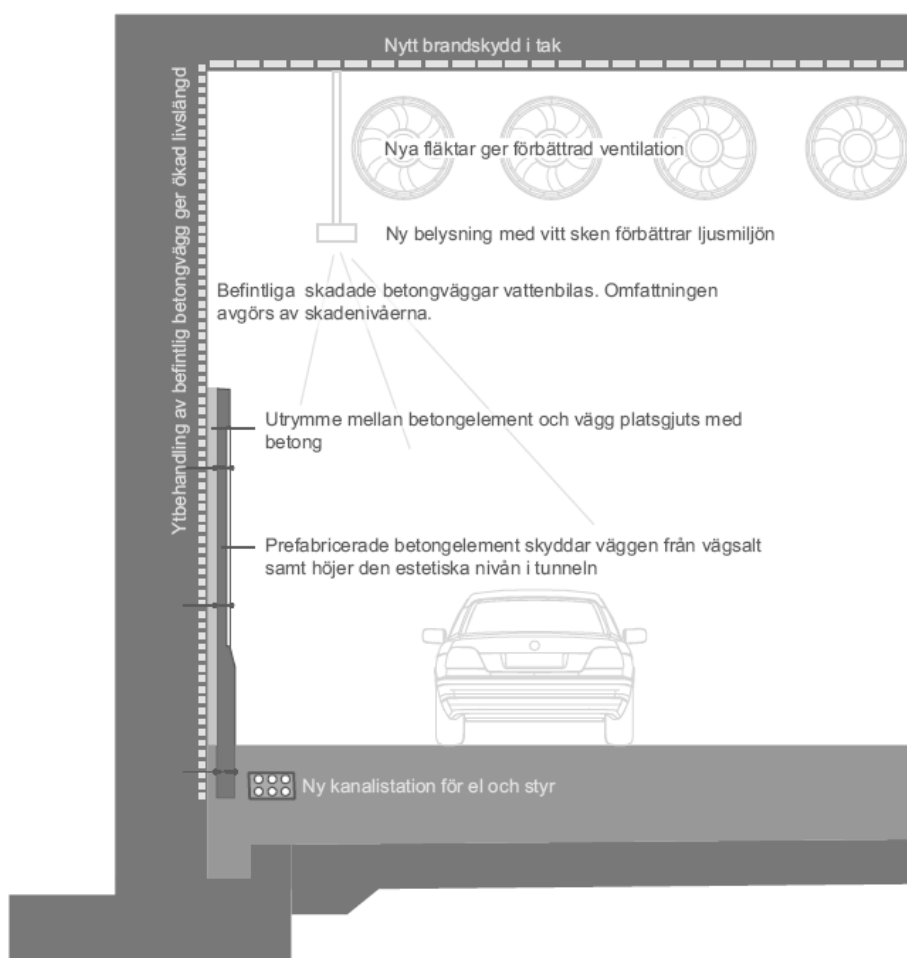 Nytt brandskydd i tak
Ytbehandling av befintlig betongvägg ger ökad livslängd
Nya fläktar ger förbättrad ventilation
Ny belysning med vitt sken förbättrar ljusmiljön
Befintliga skadade betongväggar vattenbilas. Omfattningen
avgörs av skadenivåerna.
Utrymme mellan betongelement och vägg platsgjuts med
betong
Prefabricerade betongelement skyddar väggen från vägsalt
samt höjer den estetiska nivån i tunneln
Ny kanalistation för el och styr